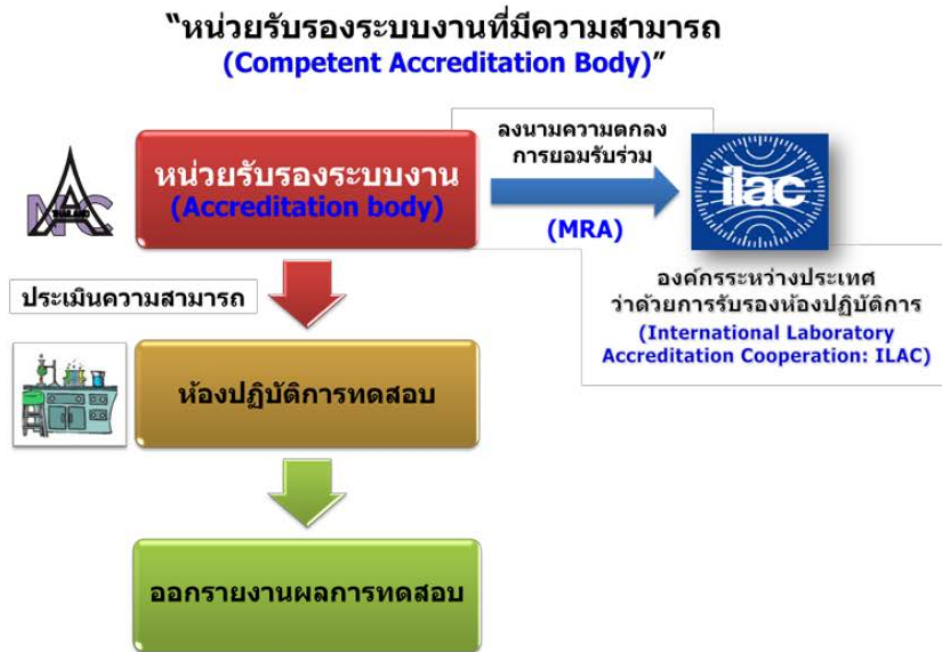 “หน่วยรับรองระบบงานที่มีความสามารถ
(Competent Accreditation Body)”
ลงนามความตกลง
การยอมรับร่วม
หน่วยรับรองระบบงาน
(Accreditation body)
THAILAND
NAC
ilac
(MRA)
องค์กรระหว่างประเทศ
ว่าด้วยการรับรองห้องปฏิบัติการ
(International Laboratory
Accreditation Cooperation: ILAC)
ประเมินความสามารถ
ห้องปฏิบัติการทดสอบ
ออกรายงานผลการทดสอบ